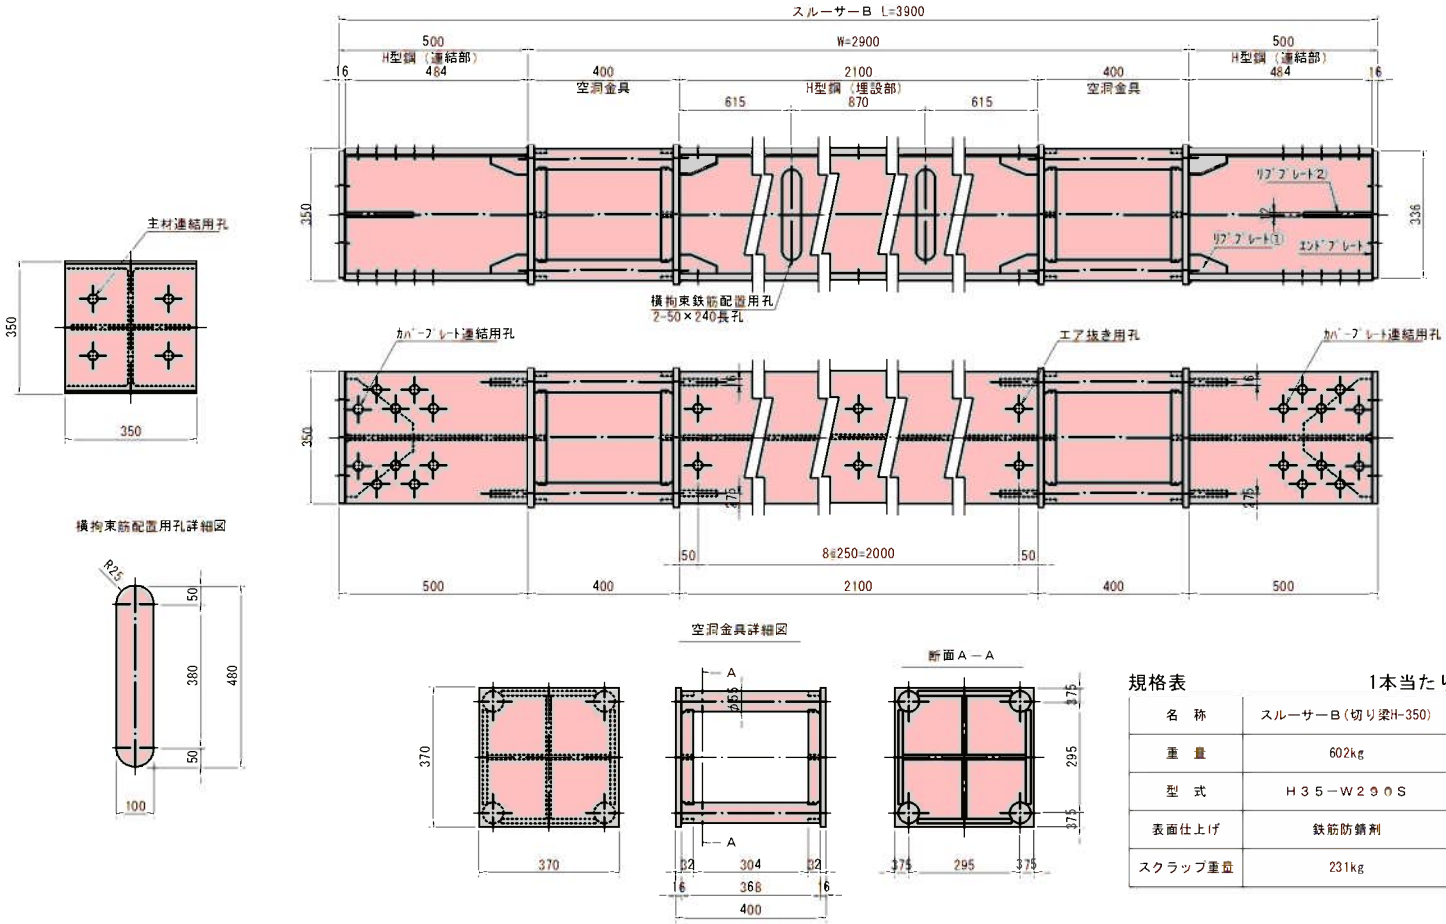 スルーサーB L=3900
500
W=2900
500
H型鋼（連結部）
H型鋼（連結部）
16
484
400
2100
400
484
16
空洞金具
H型鋼（埋設部）
空洞金具
615
870
615
リブプレート②
350
12
336
リブプレート①
エンドプレート
主材連結用孔
350
350
横拘束鉄筋配置用孔
2-50×240長孔
カバープレート連結用孔
エア抜き用孔
カバープレート連結用孔
16
16
350
275
275
50
8@250=2000
50
500
400
2100
400
500
横拘束筋配置用孔詳細図
R25
50
380
480
50
100
空洞金具詳細図
断面A－A
A
φ55
375
370
295
375
A
370
32
304
32
375
295
375
16
368
16
400
規格表
1本当たり
名 称
スルーサーB(切り梁H-350)
重 量
602kg
型 式
H35－W290S
表面仕上げ
鉄筋防錆剤
スクラップ重量
231kg